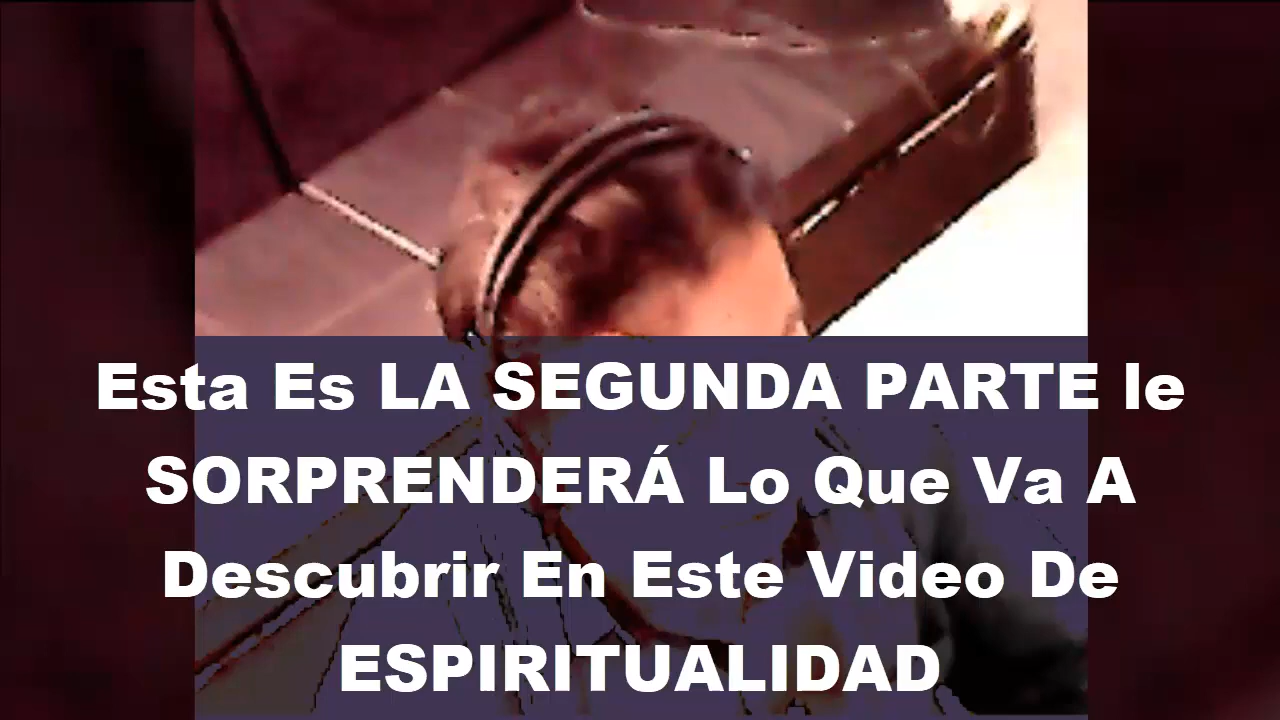 Esta Es LA SEGUNDA PARTE le
SORPRENDERÁ Lo Que Va A
Descubrir En Este Video De
ESPIRITUALIDAD